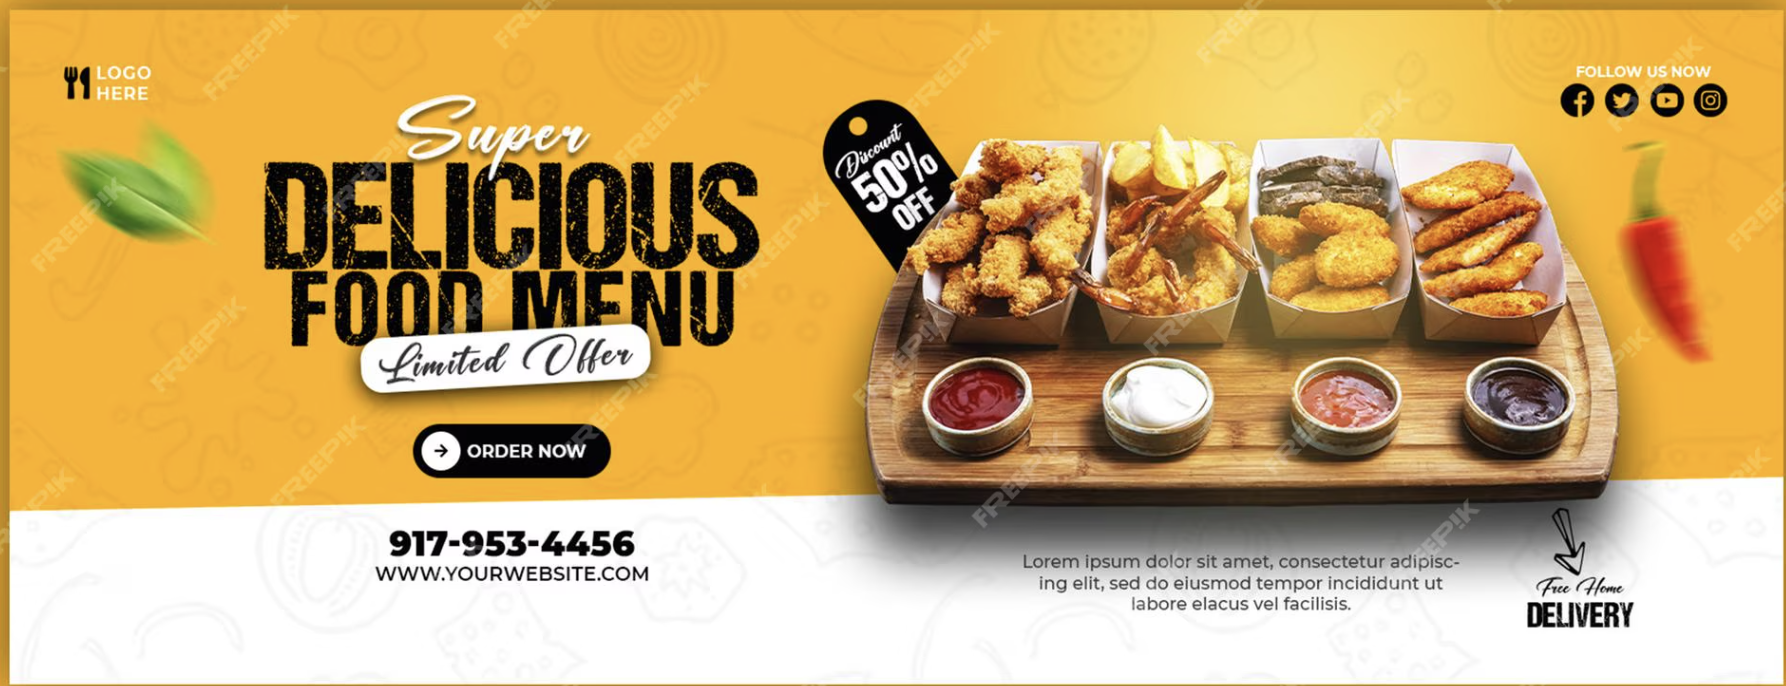 LOGO
HERE
Super
DELICIOUS
FOOD MENU
Limited Offer
ORDER NOW
917-953-4456
WWW.YOURWEBSITE.COM
Discount
50%
OFF
FOLLOW US NOW
Lorem ipsum dolor sit amet, consectetur adipisc-
ing elit, sed do eiusmod tempor incididunt ut
labore elacus vel facilisis.
Free Home
DELIVERY
FREEPIK